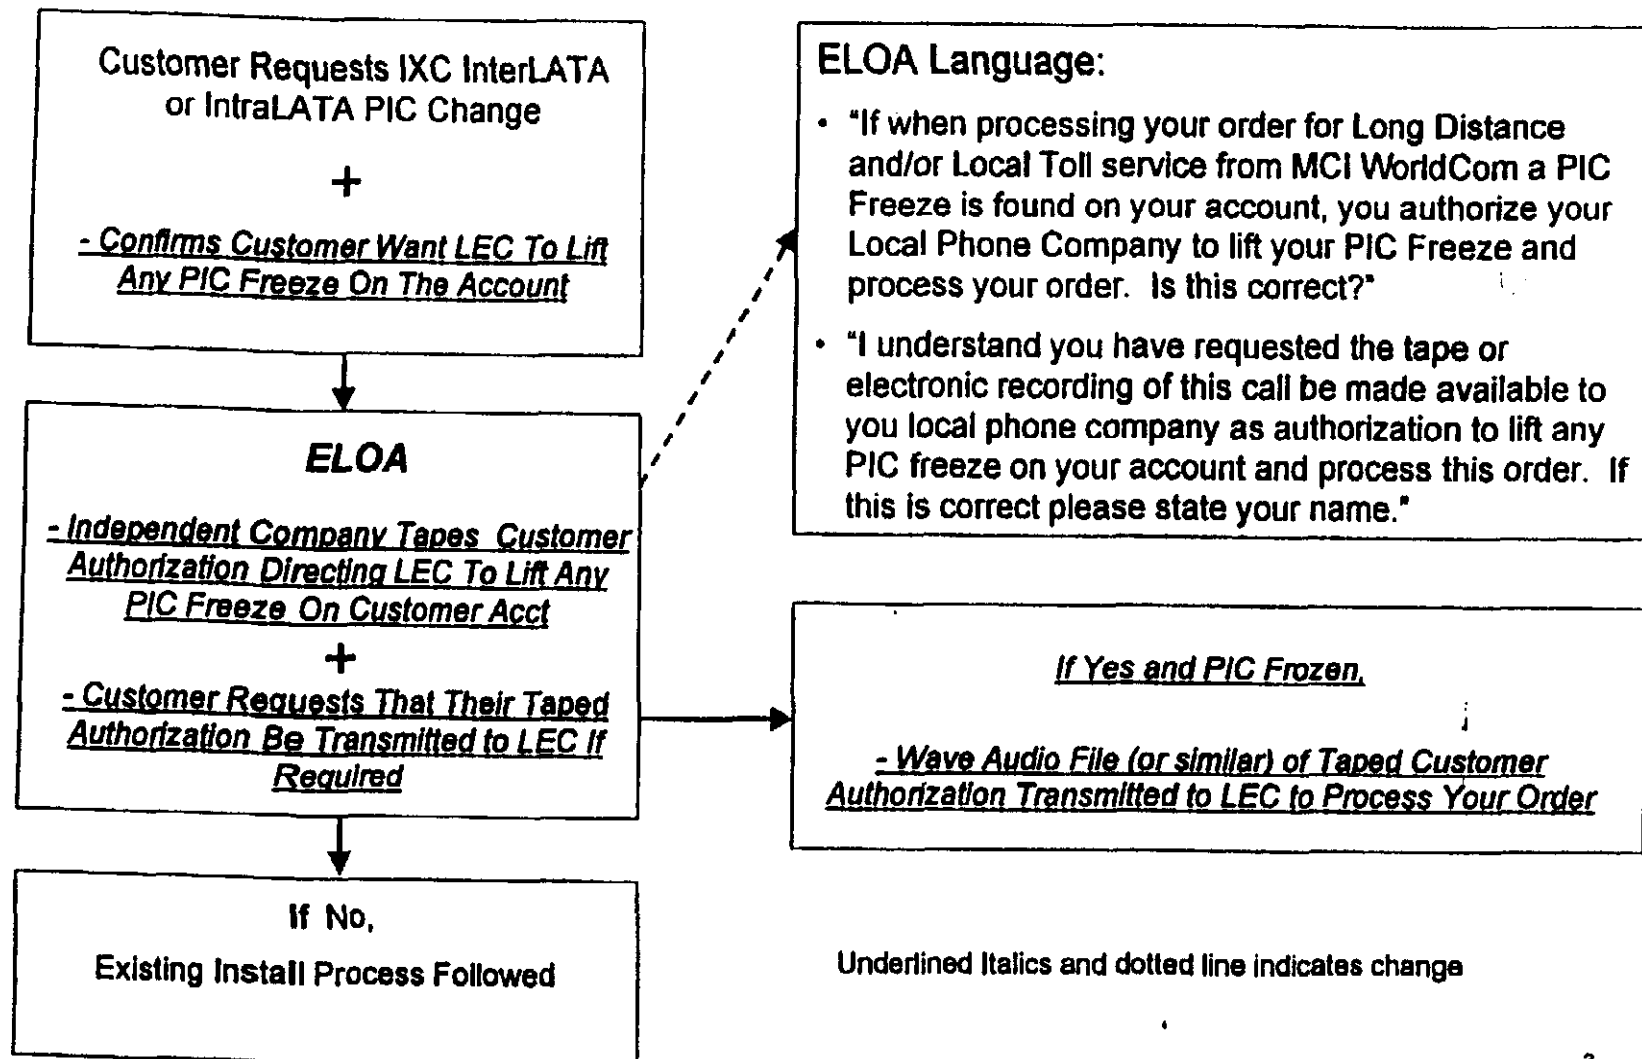 Customer Requests IXC InterLATA
or IntraLATA PIC Change
+
- Confirms Customer Want LEC To Lift
Any PIC Freeze On The Account
ELOA
- Independent Company Tapes Customer
Authorization Directing LEC To Lift Any
PIC Freeze On Customer Acct
+
- Customer Requests That Their Taped
Authorization Be Transmitted to LEC If
Required
If No,
Existing Install Process Followed
ELOA Language:
• "If when processing your order for Long Distance
and/or Local Toll service from MCI WorldCom a PIC
Freeze is found on your account, you authorize your
Local Phone Company to lift your PIC Freeze and
process your order. Is this correct?"
• "I understand you have requested the tape or
electronic recording of this call be made available to
you local phone company as authorization to lift any
PIC freeze on your account and process this order. If
this is correct please state your name."
If Yes and PIC Frozen,
- Wave Audio File (or similar) of Taped Customer
Authorization Transmitted to LEC to Process Your Order
Underlined Italics and dotted line indicates change